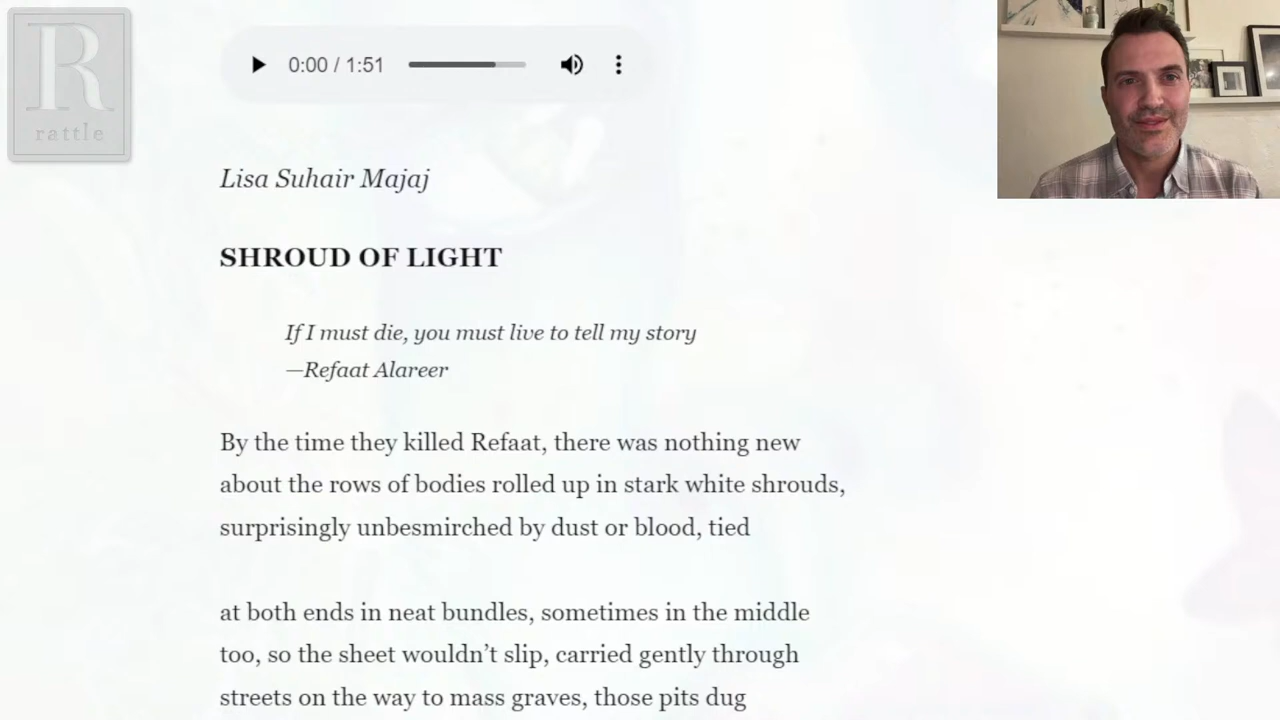 R
rattle
0:00 / 1:51
Lisa Suhair Majaj
SHROUD OF LIGHT
If I must die, you must live to tell my story
—Refaat Alareer
By the time they killed Refaat, there was nothing new
about the rows of bodies rolled up in stark white shrouds,
surprisingly unbesmirched by dust or blood, tied
at both ends in neat bundles, sometimes in the middle
too, so the sheet wouldn’t slip, carried gently through
streets on the way to mass graves, those pits dug